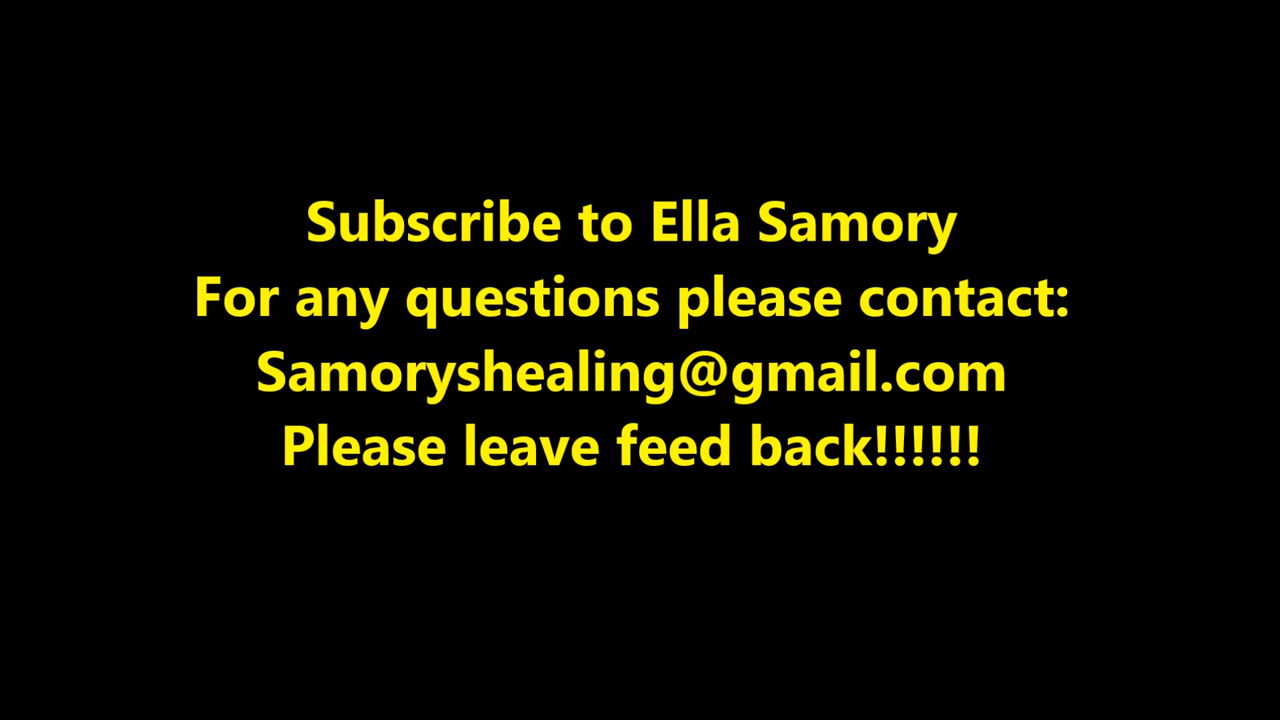 Subscribe to Ella Samory
For any questions please contact:
Samoryshealing@gmail.com
Please leave feed back!!!!!!